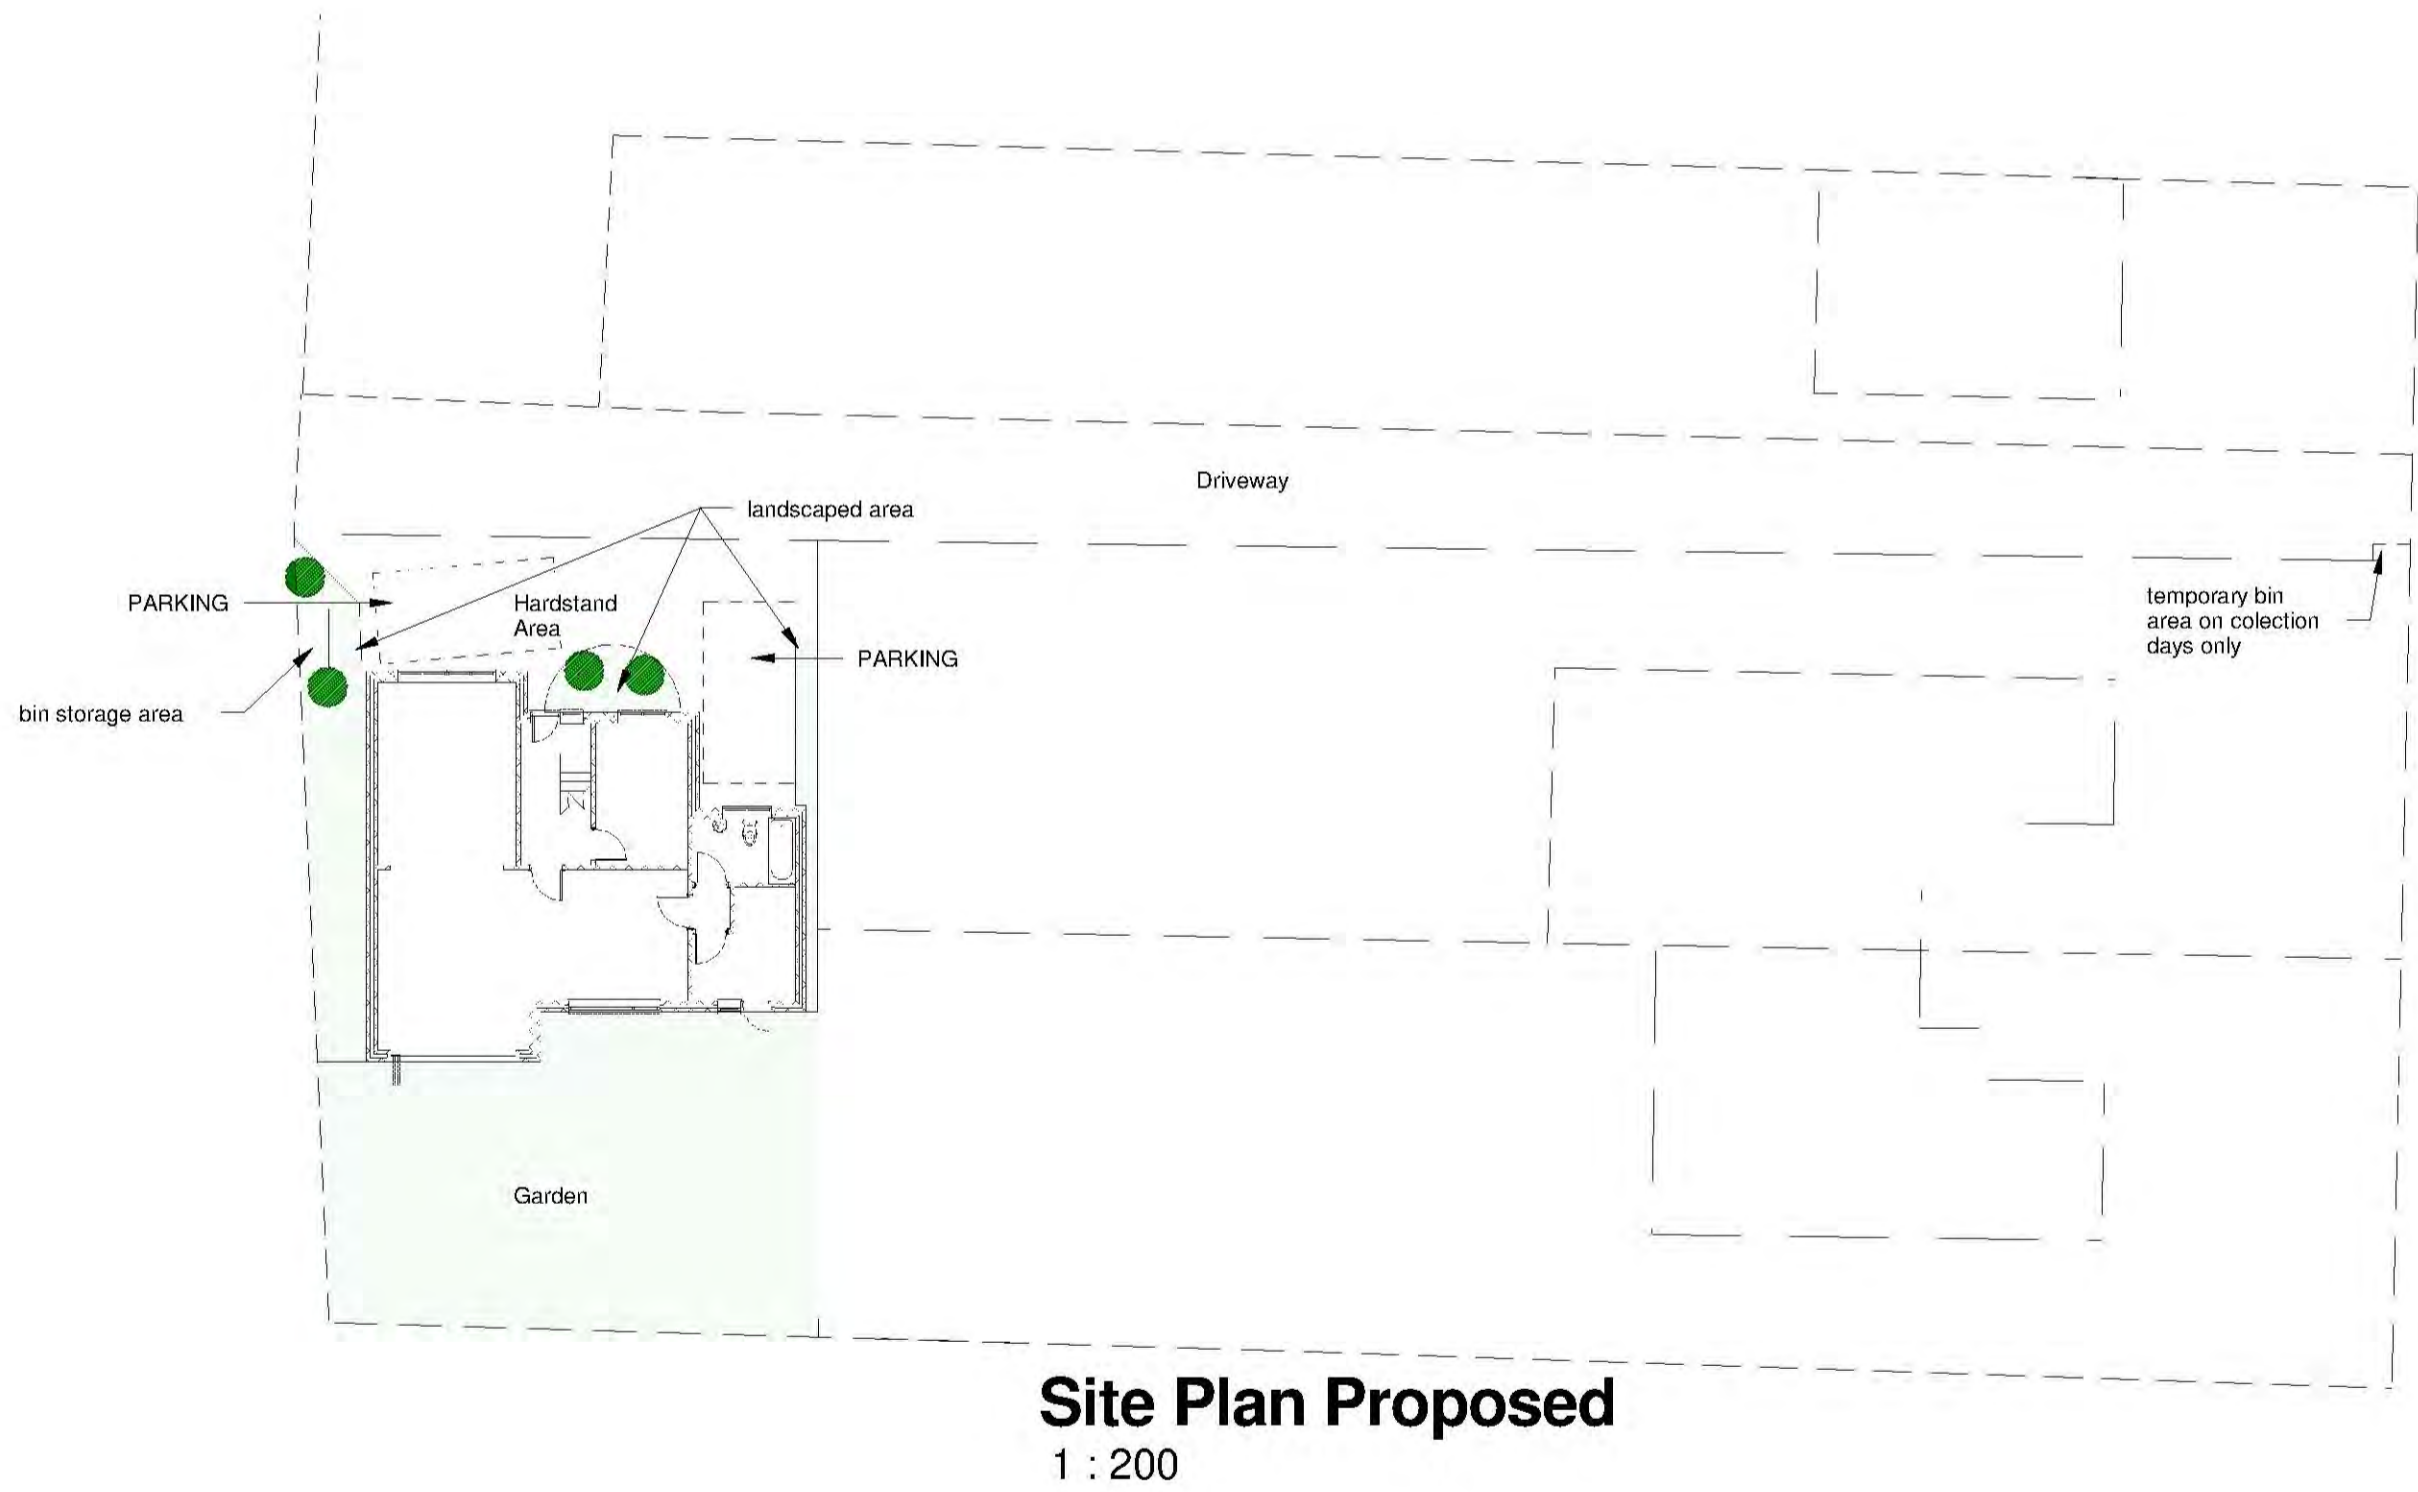 Driveway
landscaped area
PARKING
Hardstand
Area
temporary bin
area on colection
days only
PARKING
bin storage area
Garden
Site Plan Proposed
1 : 200